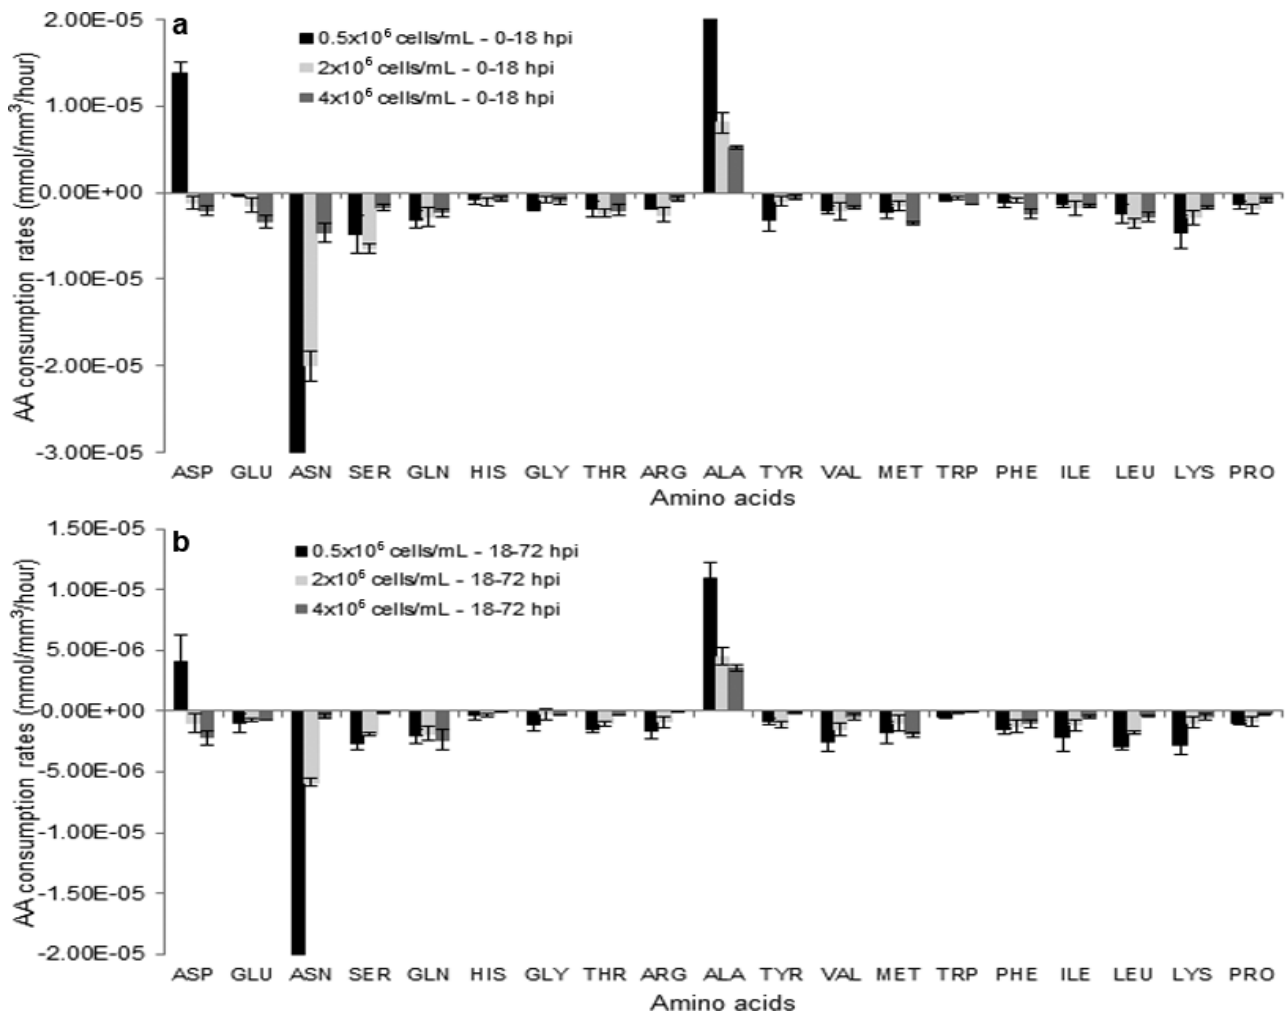 a
2.00E-05
1.00E-05
0.00E+00
-1.00E-05
-2.00E-05
-3.00E-05
AA consumption rates (mmol/mm³/hour)
0.5x10⁶ cells/mL - 0-18 hpi
2x10⁶ cells/mL - 0-18 hpi
4x10⁶ cells/mL - 0-18 hpi
ASP GLU ASN SER GLN HIS GLY THR ARG ALA TYR VAL MET TRP PHE ILE LEU LYS PRO
Amino acids
b
1.50E-05
1.00E-05
5.00E-06
0.00E+00
-5.00E-06
-1.00E-05
-1.50E-05
-2.00E-05
AA consumption rates (mmol/mm³/hour)
0.5x10⁶ cells/mL - 18-72 hpi
2x10⁶ cells/mL - 18-72 hpi
4x10⁶ cells/mL - 18-72 hpi
ASP GLU ASN SER GLN HIS GLY THR ARG ALA TYR VAL MET TRP PHE ILE LEU LYS PRO
Amino acids